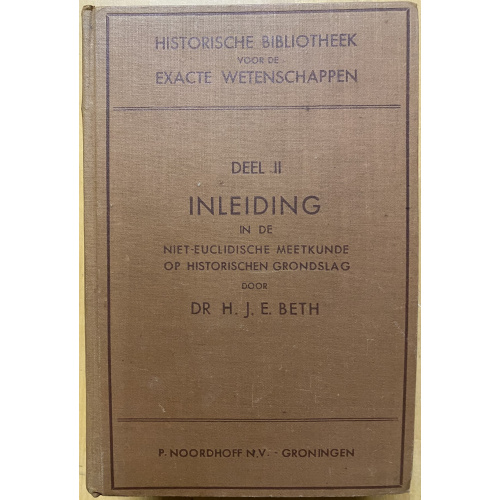 HISTORISCHE BIBLIOTHEEK
VOOR DE
EXACTE WETENSCHAPPEN
DEEL II
INLEIDING
IN DE
NIET-EUCLIDISCHE MEETKUNDE
OP HISTORISCHEN GRONDSLAG
DOOR
DR H. J. E. BETH
P. NOORDHOFF N.V. - GRONINGEN